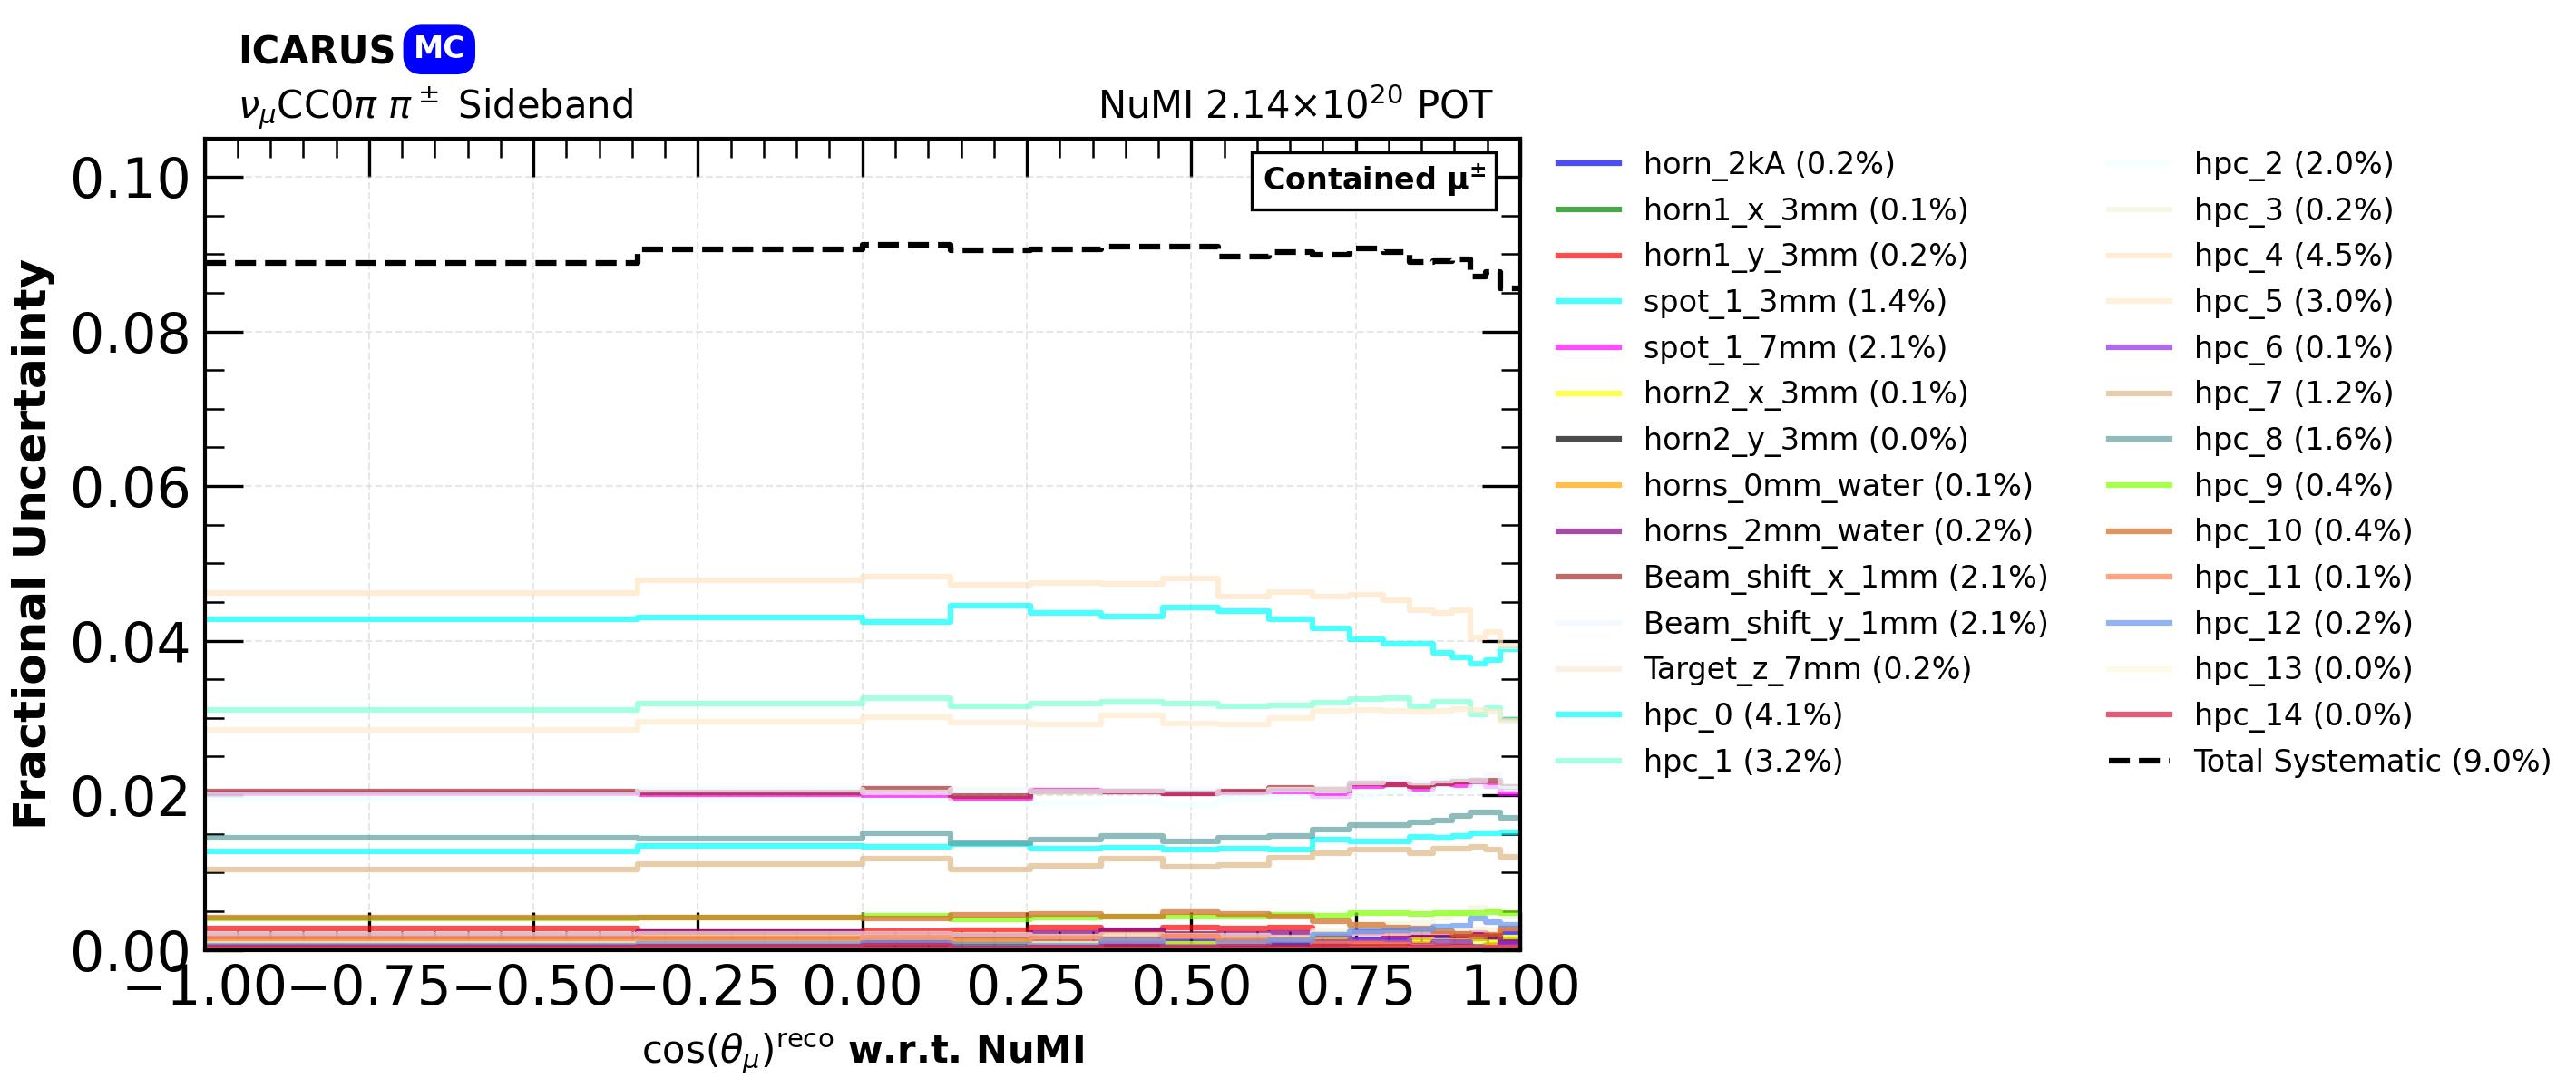 ICARUS MC
νμCC0π π± Sideband
NuMI 2.14×10²⁰ POT
Contained μ±
Fractional Uncertainty
0.10
0.08
0.06
0.04
0.02
0.00
−1.00 −0.75 −0.50 −0.25 0.00 0.25 0.50 0.75 1.00
cos(θμ)reco w.r.t. NuMI
horn_2kA (0.2%)
horn1_x_3mm (0.1%)
horn1_y_3mm (0.2%)
spot_1_3mm (1.4%)
spot_1_7mm (2.1%)
horn2_x_3mm (0.1%)
horn2_y_3mm (0.0%)
horns_0mm_water (0.1%)
horns_2mm_water (0.2%)
Beam_shift_x_1mm (2.1%)
Beam_shift_y_1mm (2.1%)
Target_z_7mm (0.2%)
hpc_0 (4.1%)
hpc_1 (3.2%)
hpc_2 (2.0%)
hpc_3 (0.2%)
hpc_4 (4.5%)
hpc_5 (3.0%)
hpc_6 (0.1%)
hpc_7 (1.2%)
hpc_8 (1.6%)
hpc_9 (0.4%)
hpc_10 (0.4%)
hpc_11 (0.1%)
hpc_12 (0.2%)
hpc_13 (0.0%)
hpc_14 (0.0%)
Total Systematic (9.0%)